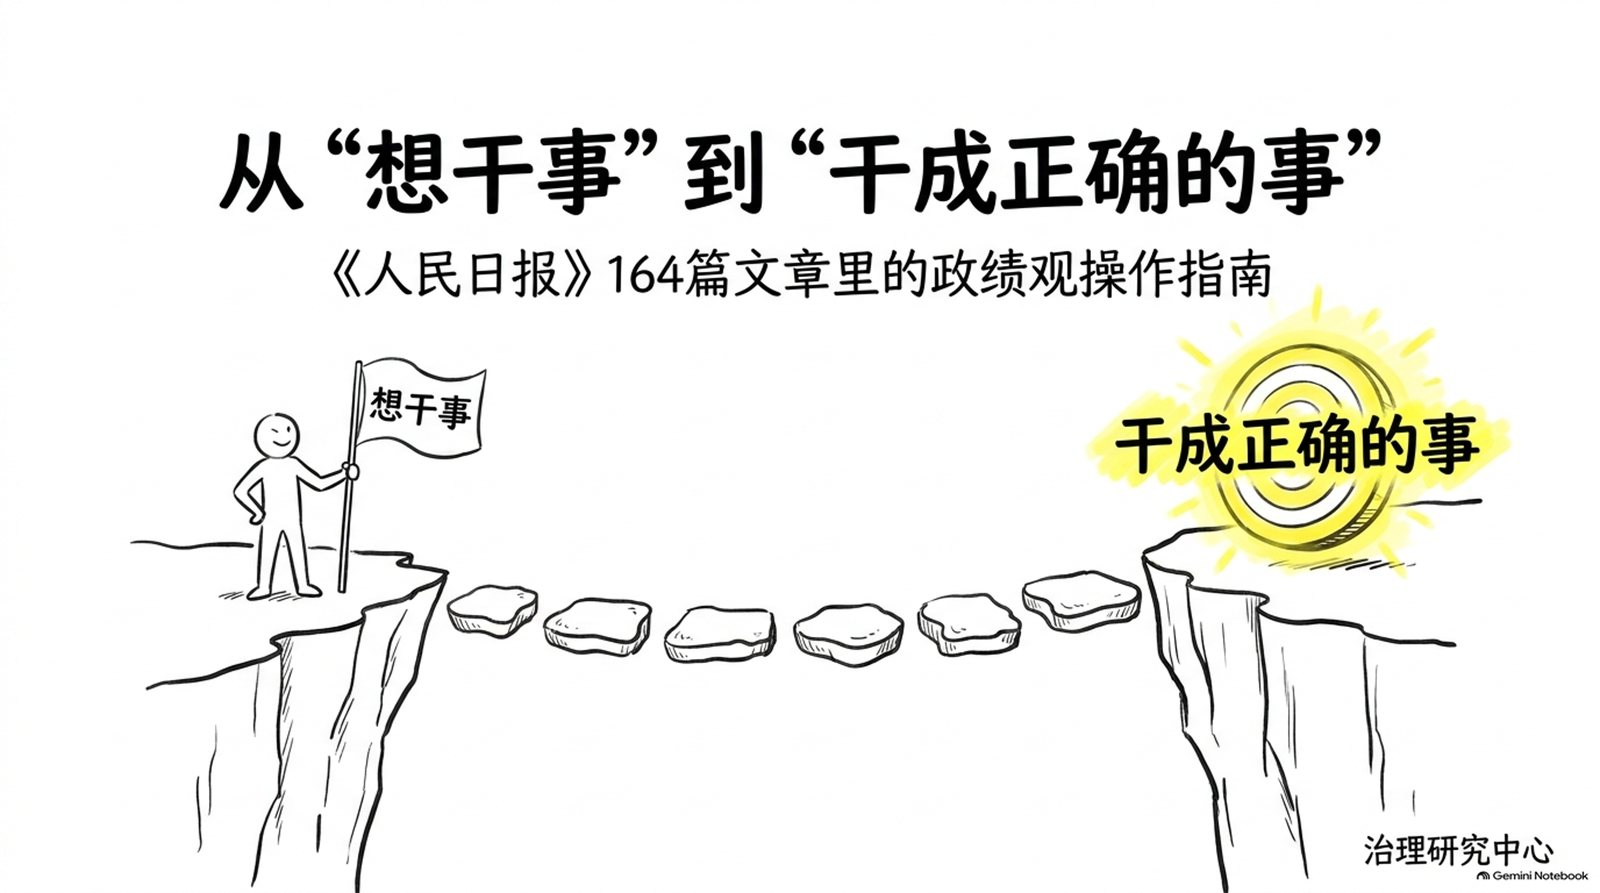 从“想干事”到“干成正确的事”
《人民日报》164篇文章里的政绩观操作指南
想干事
干成正确的事
治理研究中心
Gemini Notebook